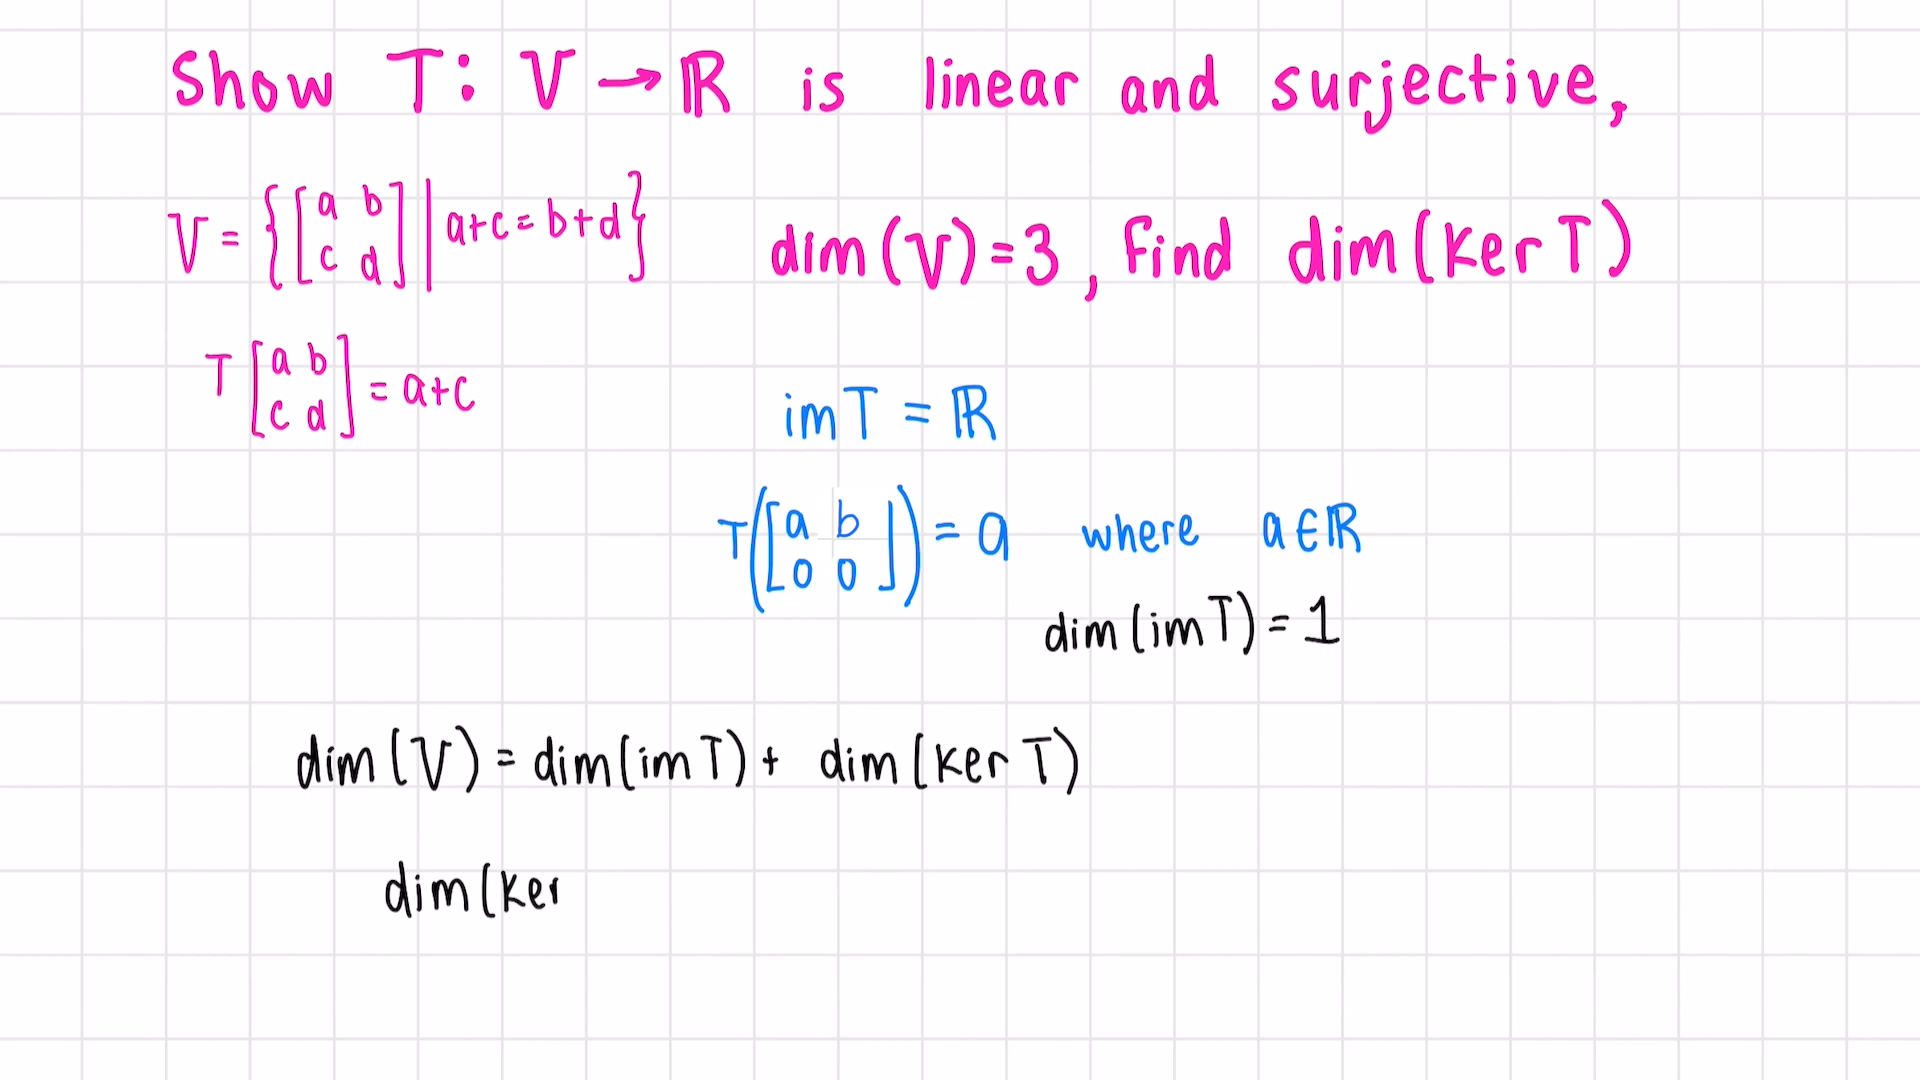 Show T: V → ℝ is linear and surjective,
V = {[a b
c d] | a+c = b+d}
dim(V)=3, Find dim(ker T)
T[a b
c d] = a+c
im T = ℝ
T([a b
0 0]) = a where a∈ℝ
dim(im T) = 1
dim(V) = dim(im T) + dim(ker T)
dim(ker